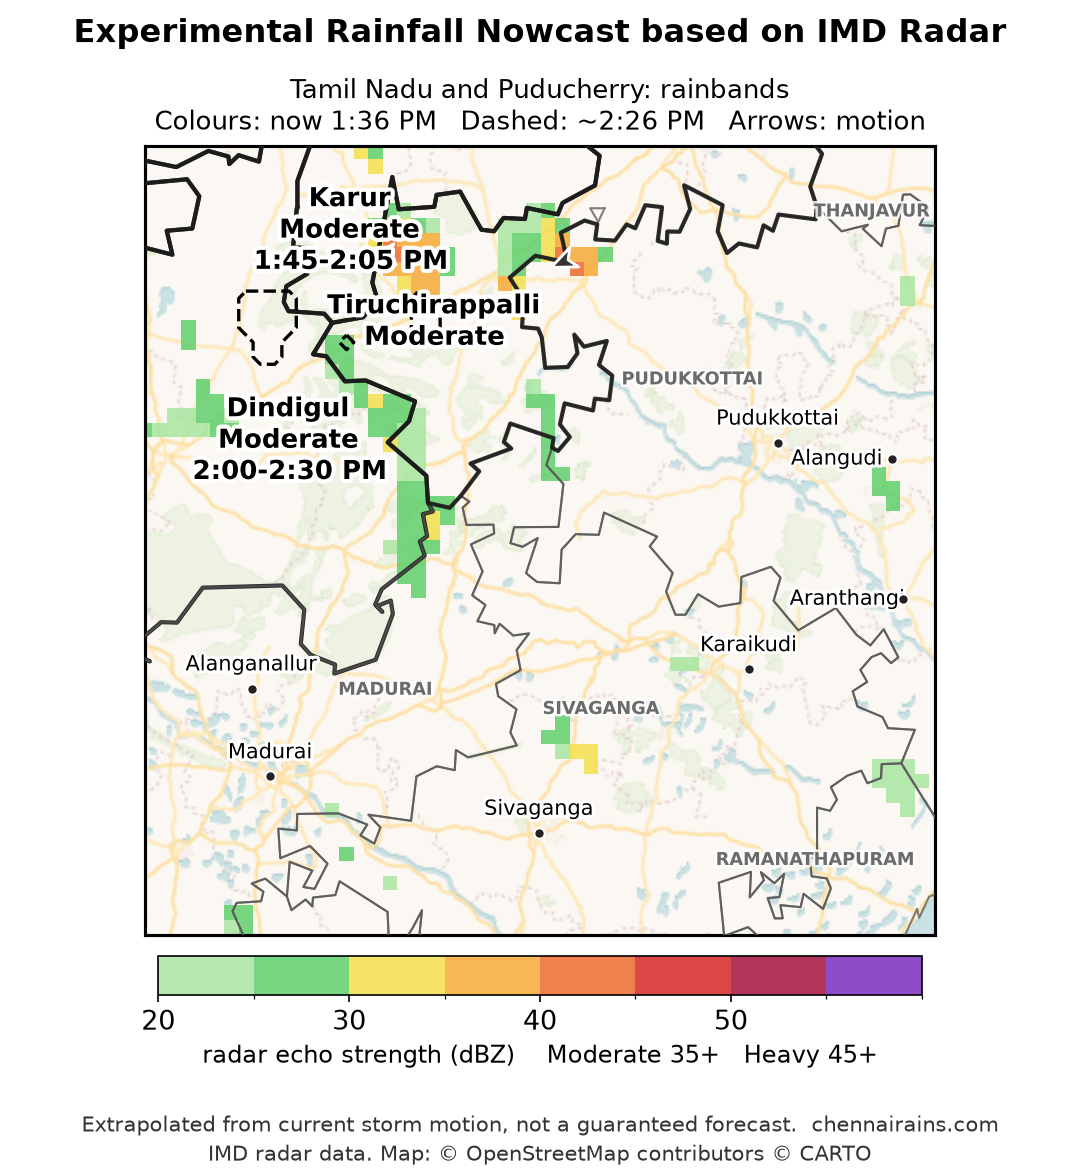 Experimental Rainfall Nowcast based on IMD Radar
Tamil Nadu and Puducherry: rainbands
Colours: now 1:36 PM   Dashed: ~2:26 PM   Arrows: motion
Karur
Moderate
1:45-2:05 PM
THANJAVUR
Tiruchirappalli
Moderate
PUDUKKOTTAI
Dindigul
Moderate
2:00-2:30 PM
Pudukkottai
Alangudi
Aranthangi
Karaikudi
Alanganallur
MADURAI
SIVAGANGA
Madurai
Sivaganga
RAMANATHAPURAM
20 30 40 50
radar echo strength (dBZ)   Moderate 35+   Heavy 45+
Extrapolated from current storm motion, not a guaranteed forecast.  chennairains.com
IMD radar data. Map: © OpenStreetMap contributors © CARTO